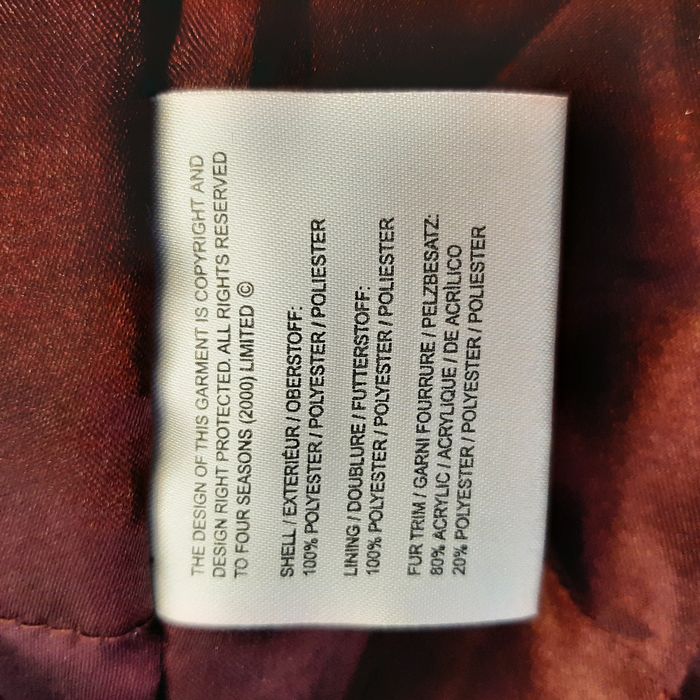 THE DESIGN OF THIS GARMENT IS COPYRIGHT AND
DESIGN RIGHT PROTECTED. ALL RIGHTS RESERVED
TO FOUR SEASONS (2000) LIMITED ©
SHELL / EXTERIÉUR / OBERSTOFF:
100% POLYESTER / POLYESTER / POLIESTER
LINING / DOUBLURE / FUTTERSTOFF:
100% POLYESTER / POLYESTER / POLIESTER
FUR TRIM / GARNI FOURRURE / PELZBESATZ:
80% ACRYLIC / ACRYLIQUE / DE ACRÍLICO
20% POLYESTER / POLYESTER / POLIESTER